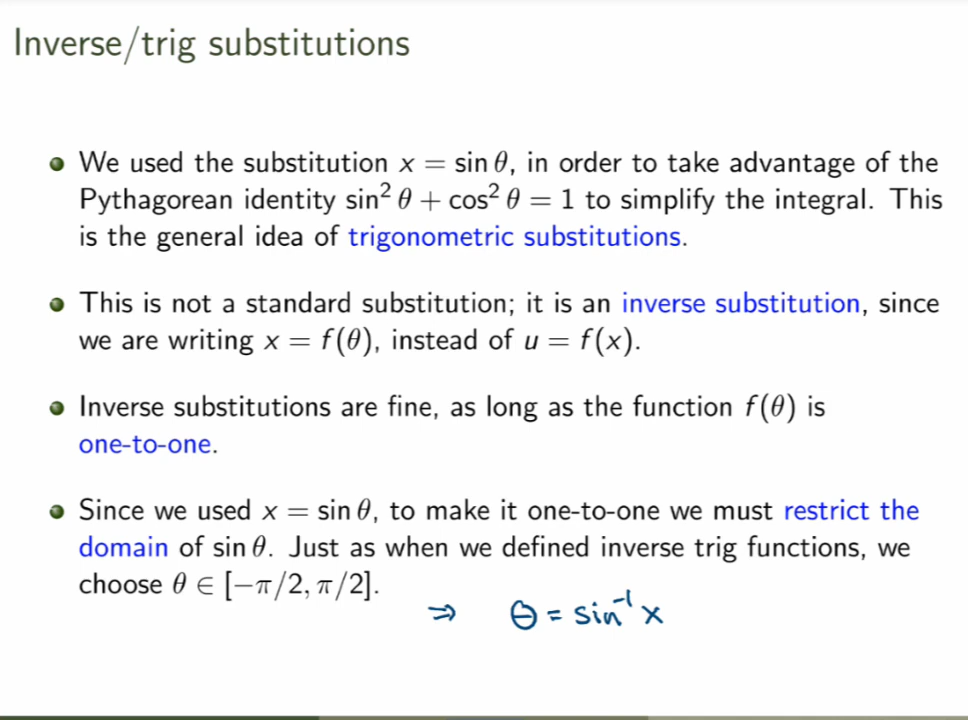 Inverse/trig substitutions
We used the substitution x = sin θ, in order to take advantage of the
Pythagorean identity sin² θ + cos² θ = 1 to simplify the integral. This
is the general idea of trigonometric substitutions.
This is not a standard substitution; it is an inverse substitution, since
we are writing x = f(θ), instead of u = f(x).
Inverse substitutions are fine, as long as the function f(θ) is
one-to-one.
Since we used x = sin θ, to make it one-to-one we must restrict the
domain of sin θ. Just as when we defined inverse trig functions, we
choose θ ∈ [−π/2, π/2].
⇒ θ = sin⁻¹ x